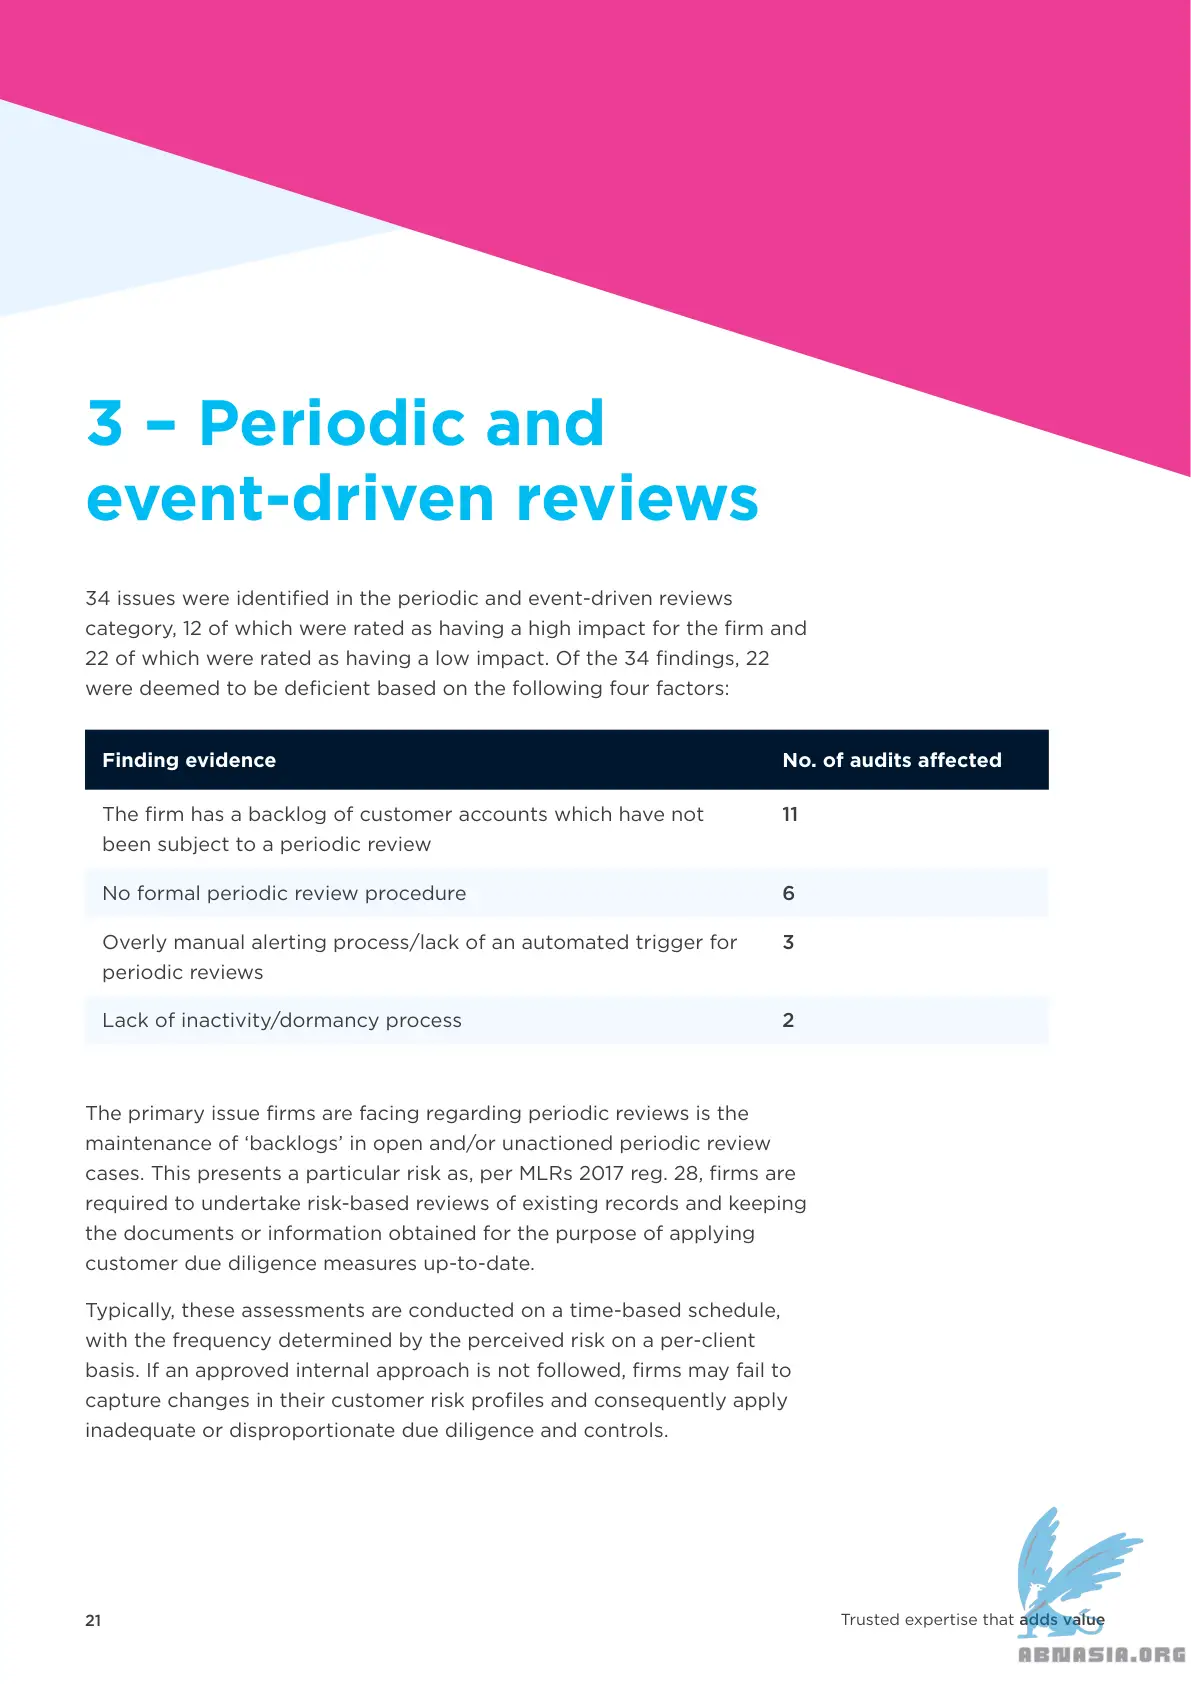 3 – Periodic and
event-driven reviews
34 issues were identified in the periodic and event-driven reviews
category, 12 of which were rated as having a high impact for the firm and
22 of which were rated as having a low impact. Of the 34 findings, 22
were deemed to be deficient based on the following four factors:
Finding evidence No. of audits affected
The firm has a backlog of customer accounts which have not 11
been subject to a periodic review
No formal periodic review procedure 6
Overly manual alerting process/lack of an automated trigger for 3
periodic reviews
Lack of inactivity/dormancy process 2
The primary issue firms are facing regarding periodic reviews is the
maintenance of ‘backlogs’ in open and/or unactioned periodic review
cases. This presents a particular risk as, per MLRs 2017 reg. 28, firms are
required to undertake risk-based reviews of existing records and keeping
the documents or information obtained for the purpose of applying
customer due diligence measures up-to-date.
Typically, these assessments are conducted on a time-based schedule,
with the frequency determined by the perceived risk on a per-client
basis. If an approved internal approach is not followed, firms may fail to
capture changes in their customer risk profiles and consequently apply
inadequate or disproportionate due diligence and controls.
21 Trusted expertise that adds value
ABNASIA.ORG